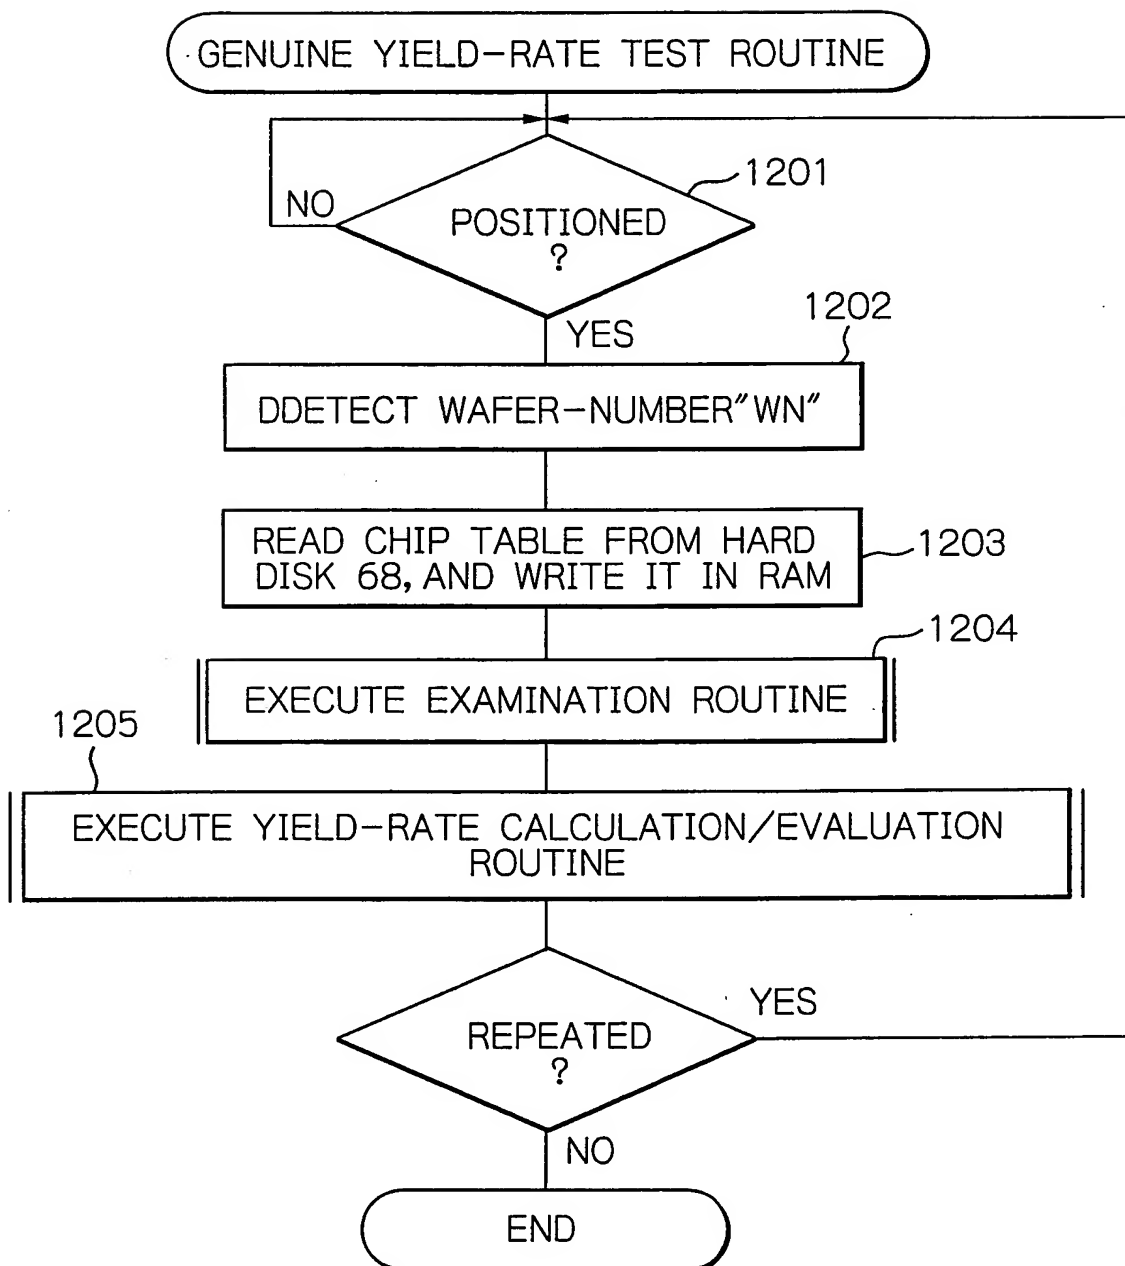 GENUINE YIELD-RATE TEST ROUTINE
1201
NO
POSITIONED
?
1202
YES
DDETECT WAFER-NUMBER"WN"
READ CHIP TABLE FROM HARD
DISK 68, AND WRITE IT IN RAM
1203
1204
EXECUTE EXAMINATION ROUTINE
1205
EXECUTE YIELD-RATE CALCULATION/EVALUATION
ROUTINE
YES
REPEATED
?
NO
END